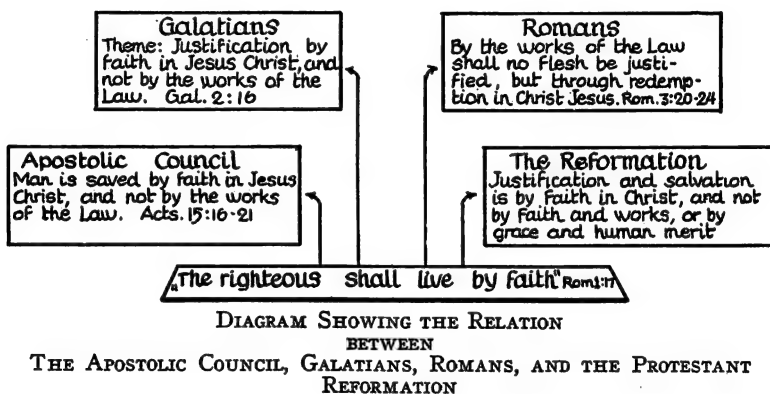 Galatians
Theme: Justification by
faith in Jesus Christ, and
not by the works of the
Law. Gal. 2:16
Romans
By the works of the Law
shall no flesh be justi-
fied, but through redemp-
tion in Christ Jesus. Rom. 3:20-24
Apostolic Council
Man is saved by faith in Jesus
Christ, and not by the works
of the Law. Acts. 15:16-21
The Reformation
Justification and salvation
is by faith in Christ, and not
by faith and works, or by
grace and human merit
„The righteous shall live by faith" Rom 1:17
DIAGRAM SHOWING THE RELATION
BETWEEN
THE APOSTOLIC COUNCIL, GALATIANS, ROMANS, AND THE PROTESTANT
REFORMATION